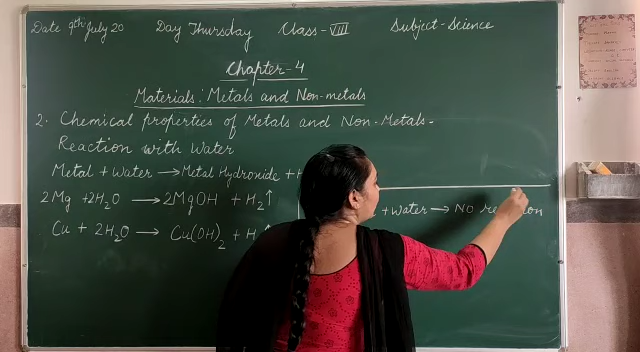 Date 9th July 20 Day Thursday Class-VIII Subject-Science
Chapter-4
Materials: Metals and Non-metals
2. Chemical properties of Metals and Non-Metals-
Reaction with Water
Metal + Water → Metal Hydroxide + H
2Mg + 2H₂O → 2MgOH + H₂↑
Cu + 2H₂O → Cu(OH)₂ + H
+ Water → No reaction